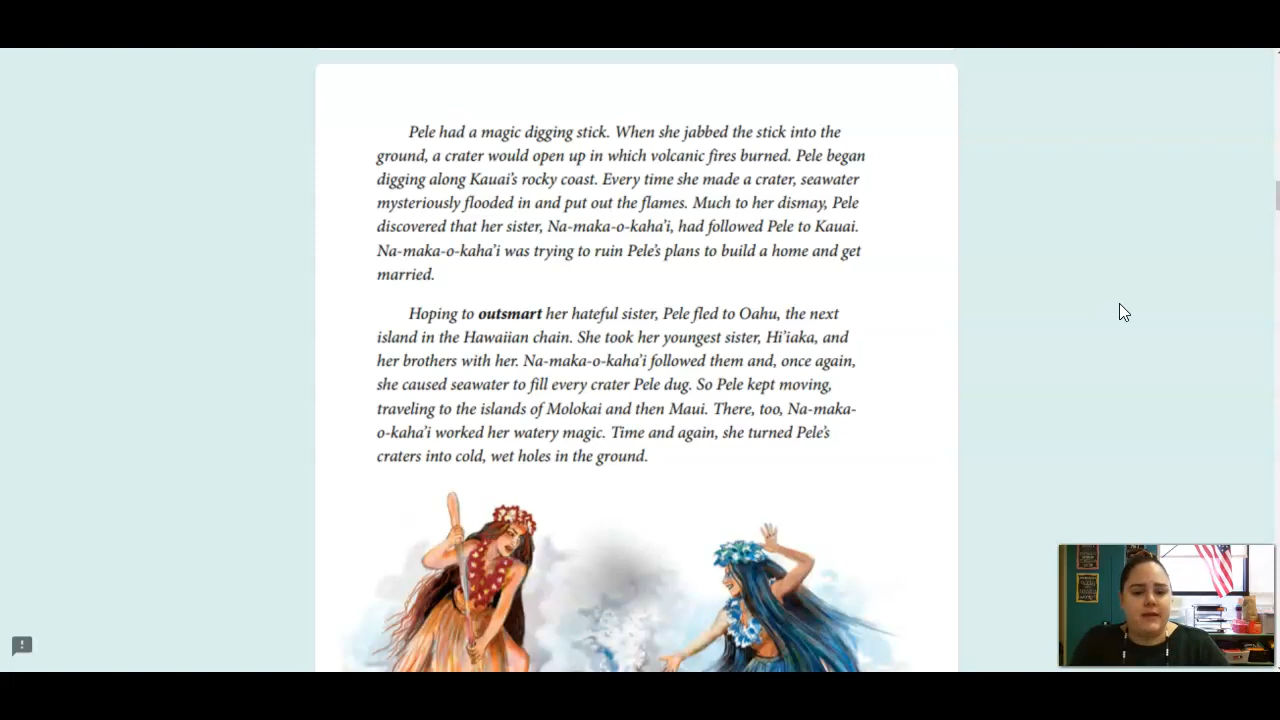 Pele had a magic digging stick. When she jabbed the stick into the
ground, a crater would open up in which volcanic fires burned. Pele began
digging along Kauai's rocky coast. Every time she made a crater, seawater
mysteriously flooded in and put out the flames. Much to her dismay, Pele
discovered that her sister, Na-maka-o-kaha'i, had followed Pele to Kauai.
Na-maka-o-kaha'i was trying to ruin Pele's plans to build a home and get
married.
Hoping to outsmart her hateful sister, Pele fled to Oahu, the next
island in the Hawaiian chain. She took her youngest sister, Hi'iaka, and
her brothers with her. Na-maka-o-kaha'i followed them and, once again,
she caused seawater to fill every crater Pele dug. So Pele kept moving,
traveling to the islands of Molokai and then Maui. There, too, Na-maka-
o-kaha'i worked her watery magic. Time and again, she turned Pele's
craters into cold, wet holes in the ground.